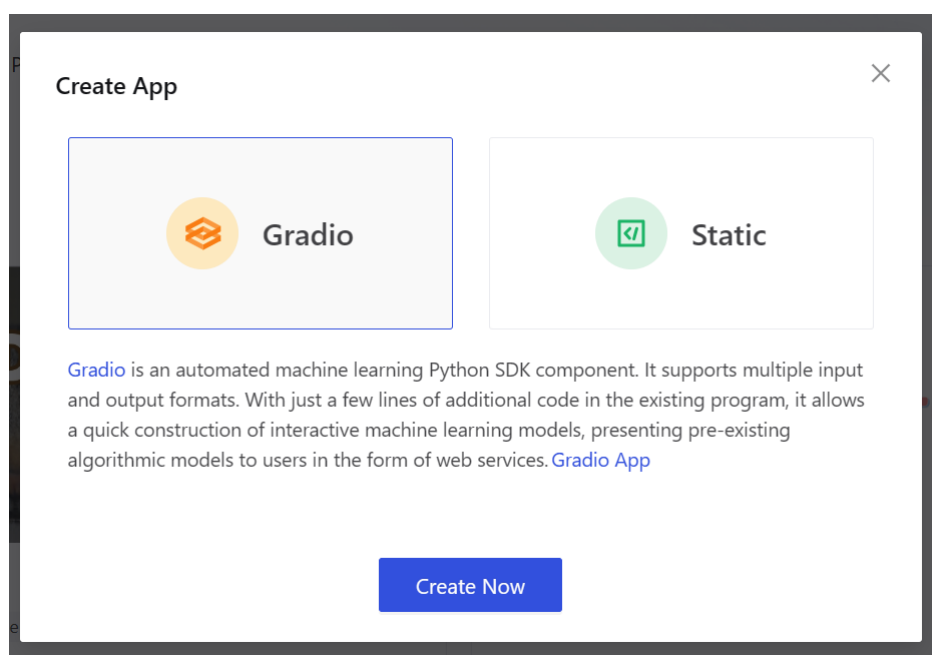 Create App
Gradio
Static
Gradio is an automated machine learning Python SDK component. It supports multiple input
and output formats. With just a few lines of additional code in the existing program, it allows
a quick construction of interactive machine learning models, presenting pre-existing
algorithmic models to users in the form of web services. Gradio App
Create Now